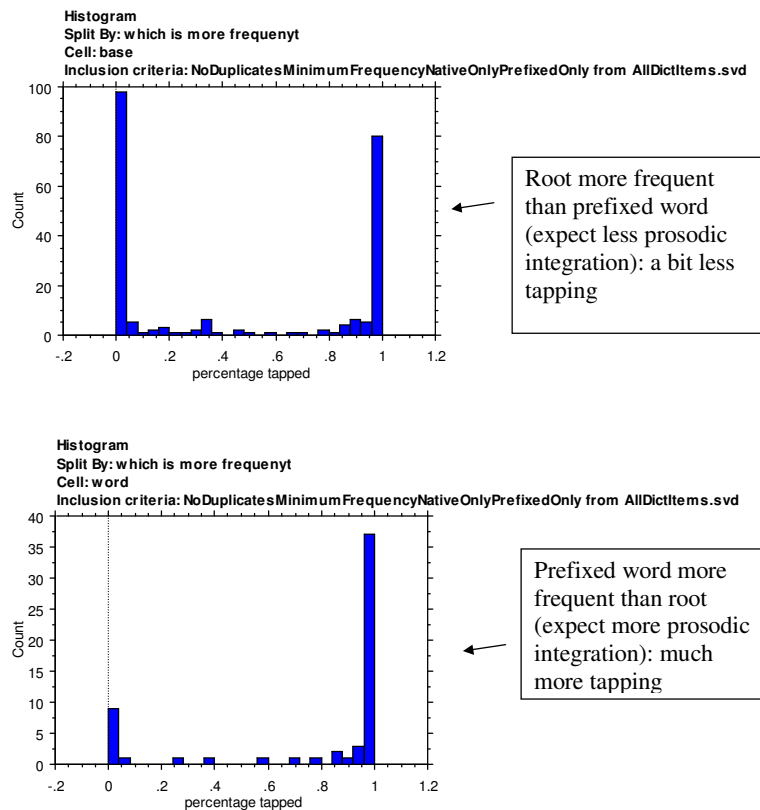 Histogram
Split By: which is more frequenyt
Cell: base
Inclusion criteria: NoDuplicatesMinimumFrequencyNativeOnlyPrefixedOnly from AllDictItems.svd
100
80
60
40
20
0
Count
-.2 0 .2 .4 .6 .8 1 1.2
percentage tapped
Root more frequent
than prefixed word
(expect less prosodic
integration): a bit less
tapping
Histogram
Split By: which is more frequenyt
Cell: word
Inclusion criteria: NoDuplicatesMinimumFrequencyNativeOnlyPrefixedOnly from AllDictItems.svd
40
35
30
25
20
15
10
5
0
Count
-.2 0 .2 .4 .6 .8 1 1.2
percentage tapped
Prefixed word more
frequent than root
(expect more prosodic
integration): much
more tapping